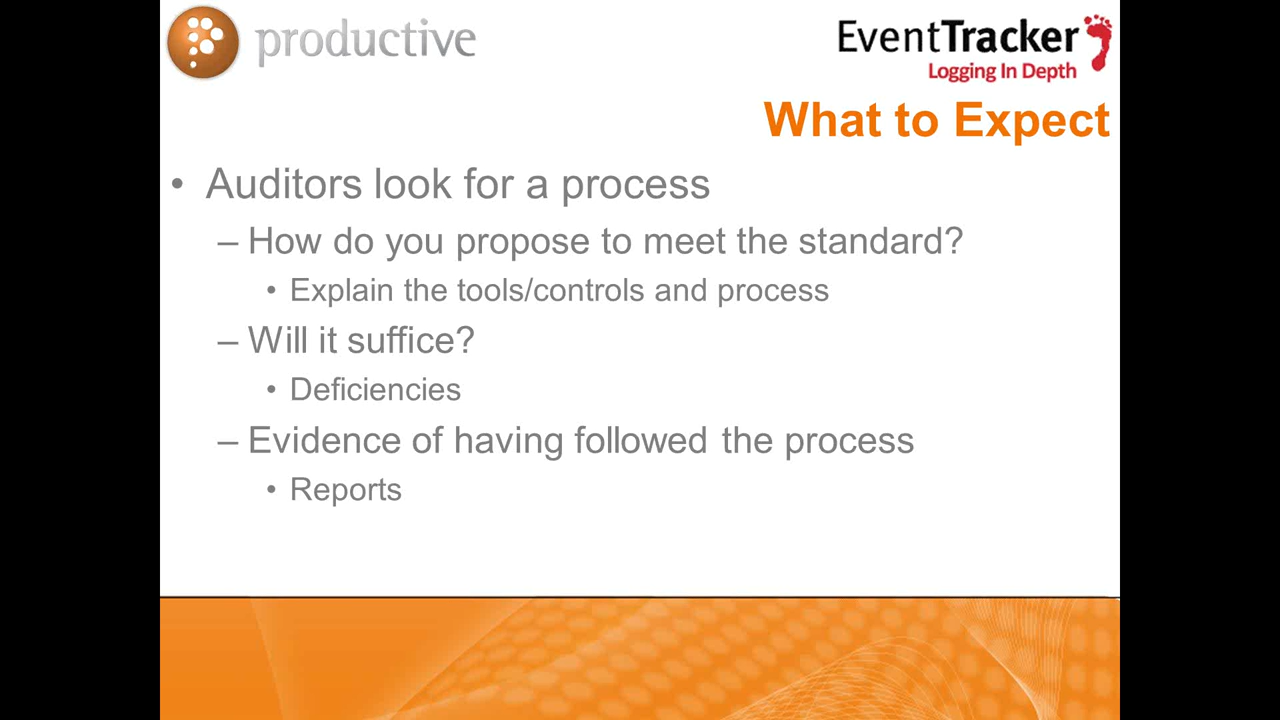 productive
EventTracker
Logging In Depth
What to Expect
• Auditors look for a process
– How do you propose to meet the standard?
• Explain the tools/controls and process
– Will it suffice?
• Deficiencies
– Evidence of having followed the process
• Reports